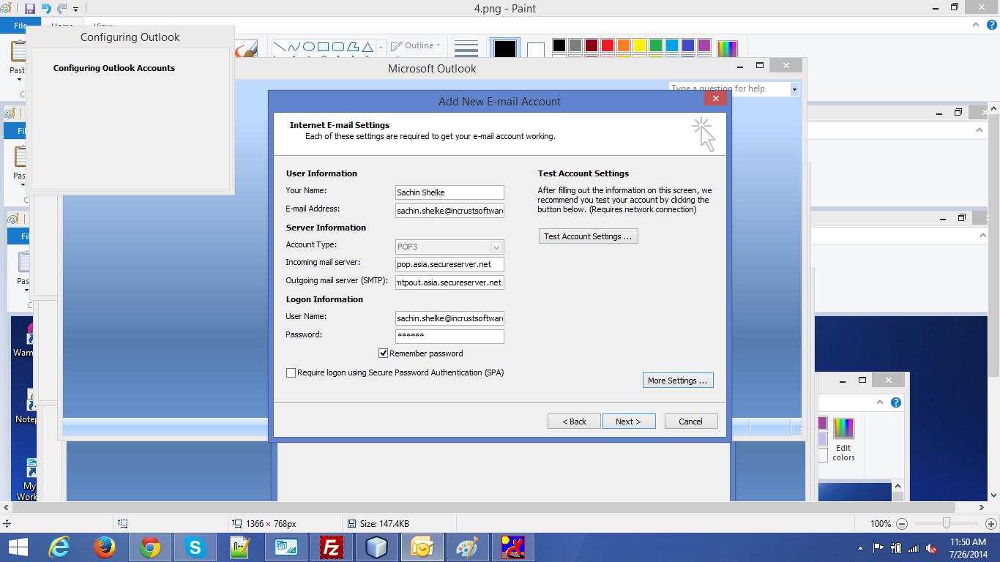 4.png - Paint
File
Home
View
Configuring Outlook
Configuring Outlook Accounts
Outline
Microsoft Outlook
Type a question for help
Add New E-mail Account
Internet E-mail Settings
Each of these settings are required to get your e-mail account working.
User Information
Your Name:
Sachin Shelke
E-mail Address:
sachin.shelke@incrustsoftware
Server Information
Account Type:
POP3
Incoming mail server:
pop.asia.secureserver.net
Outgoing mail server (SMTP):
mtpout.asia.secureserver.net
Logon Information
User Name:
sachin.shelke@incrustsoftware
Password:
******
Remember password
Require logon using Secure Password Authentication (SPA)
Test Account Settings
After filling out the information on this screen, we
recommend you test your account by clicking the
button below. (Requires network connection)
Test Account Settings ...
More Settings ...
< Back
Next >
Cancel
Past
Fil
Pas
Fil
Pas
Wam
Notep
My
Work
Edit
colors
1366 × 768px
Size: 147.4KB
100%
11:50 AM
7/26/2014